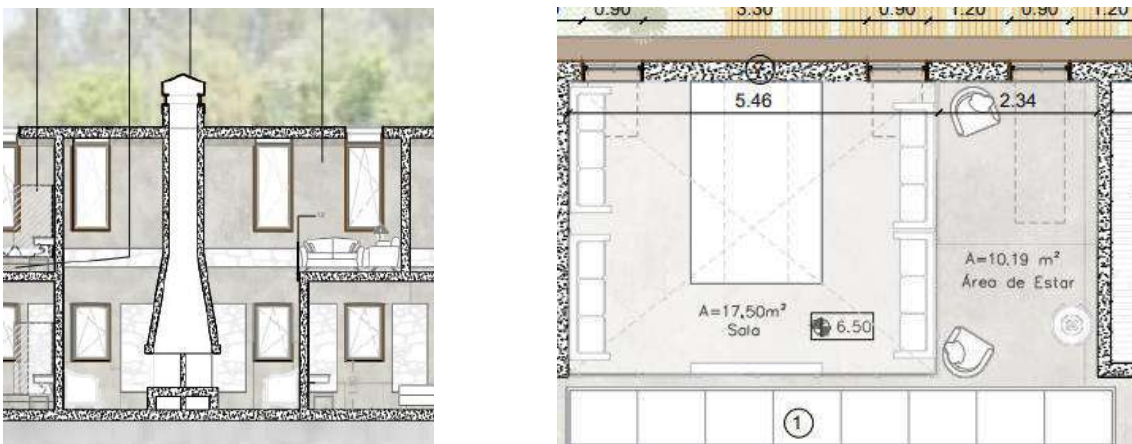 0.90 3.30 0.90 1.20 0.90 1.20
5.46 2.34
A=10,19 m²
Área de Estar
A=17,50m²
Sala
6.50
1